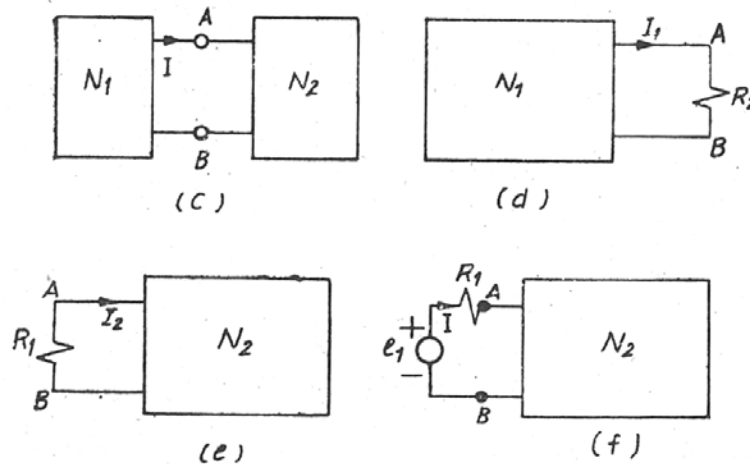 N₁
I
A
B
N₂
(C)
N₁
I₁
A
R₂
B
(d)
A
I₂
R₁
B
N₂
(e)
R₁
A
I
+
e₁
−
B
N₂
(f)